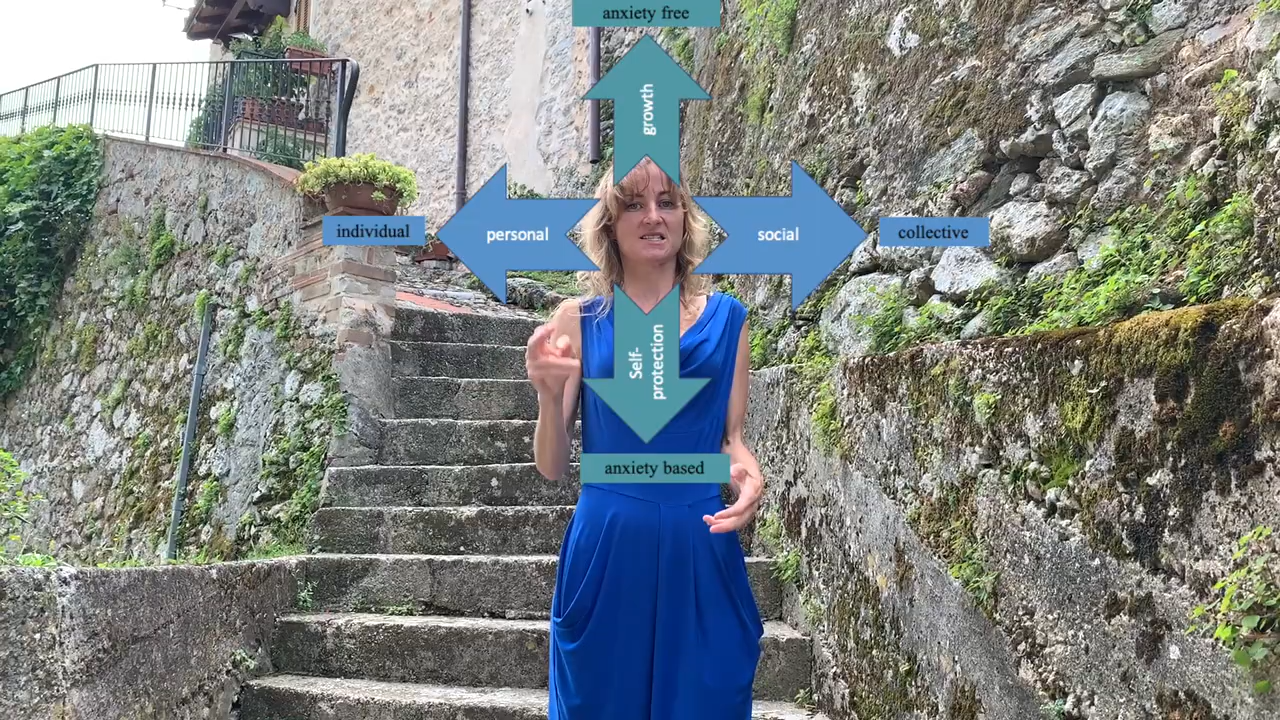 anxiety free
growth
individual
personal
social
collective
Self-
protection
anxiety based